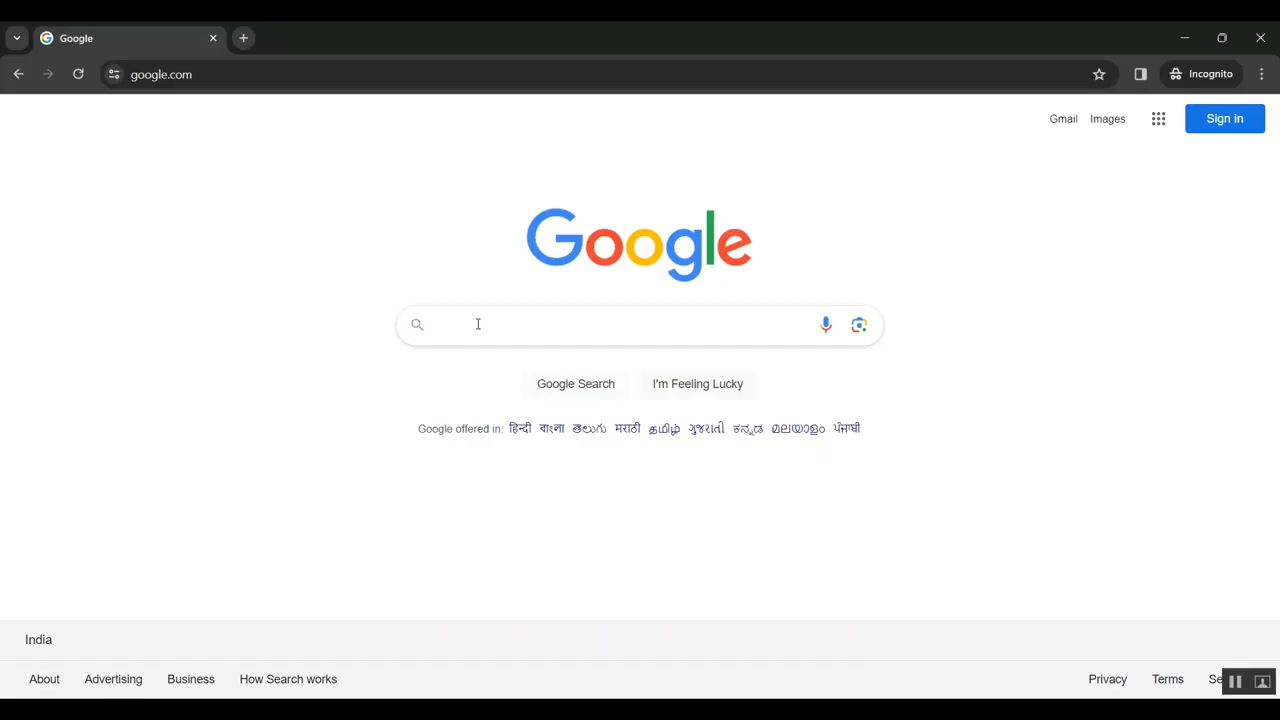 Google
google.com
Incognito
Gmail Images
Sign in
Google
Google Search I'm Feeling Lucky
Google offered in: हिन्दी বাংলা తెలుగు मराठी தமிழ் ગુજરાતી ಕನ್ನಡ മലയാളം ਪੰਜਾਬੀ
India
About Advertising Business How Search works Privacy Terms Se